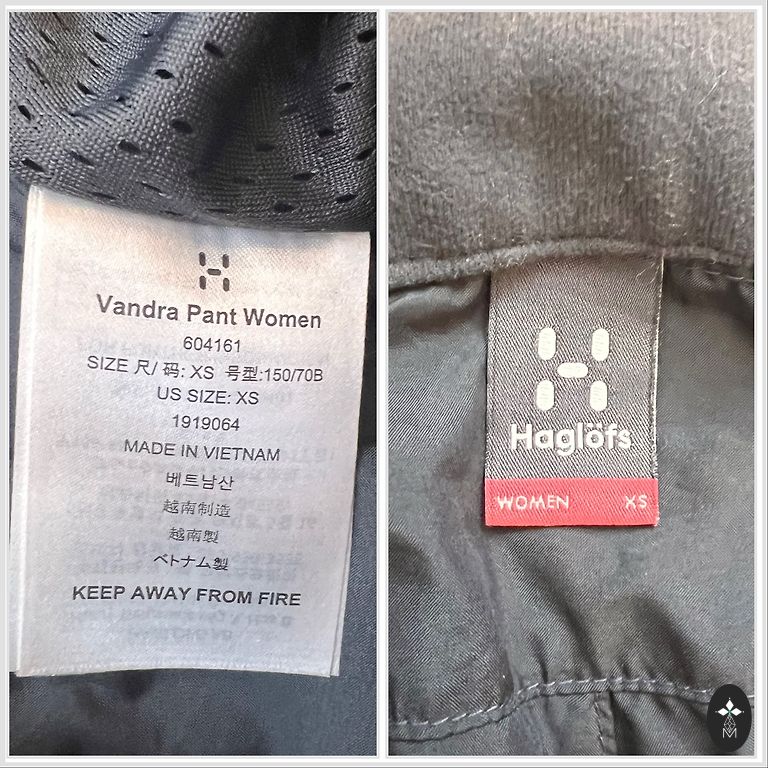 Vandra Pant Women
604161
SIZE 尺/ 码: XS 号型:150/70B
US SIZE: XS
1919064
MADE IN VIETNAM
베트남산
越南制造
越南製
ベトナム製
KEEP AWAY FROM FIRE
Haglöfs
WOMEN XS
M